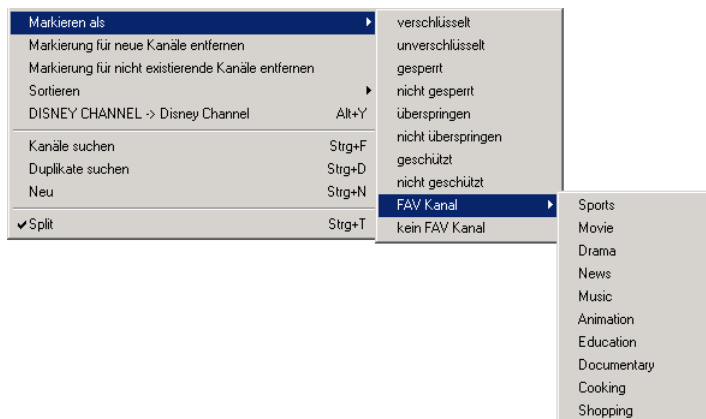 Markieren als
Markierung für neue Kanäle entfernen
Markierung für nicht existierende Kanäle entfernen
Sortieren
DISNEY CHANNEL -> Disney Channel Alt+Y
Kanäle suchen Strg+F
Duplikate suchen Strg+D
Neu Strg+N
Split Strg+T
verschlüsselt
unverschlüsselt
gesperrt
nicht gesperrt
überspringen
nicht überspringen
geschützt
nicht geschützt
FAV Kanal
kein FAV Kanal
Sports
Movie
Drama
News
Music
Animation
Education
Documentary
Cooking
Shopping